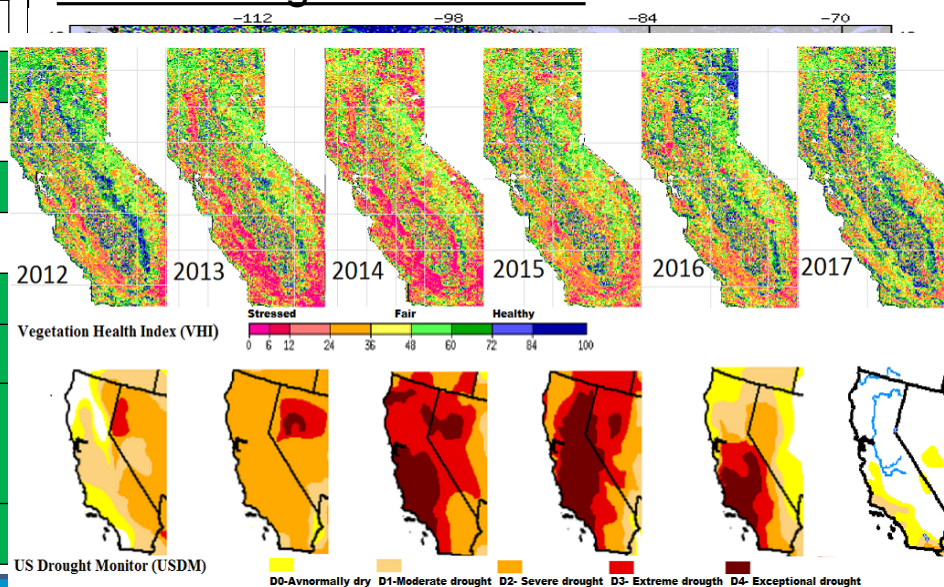 -112 -98 -84 -70
2012 2013 2014 2015 2016 2017
Stressed Fair Healthy
Vegetation Health Index (VHI)
0 6 12 24 36 48 60 72 84 100
US Drought Monitor (USDM)
D0-Avnormally dry D1-Moderate drought D2- Severe drought D3- Extreme drougth D4- Exceptional drought